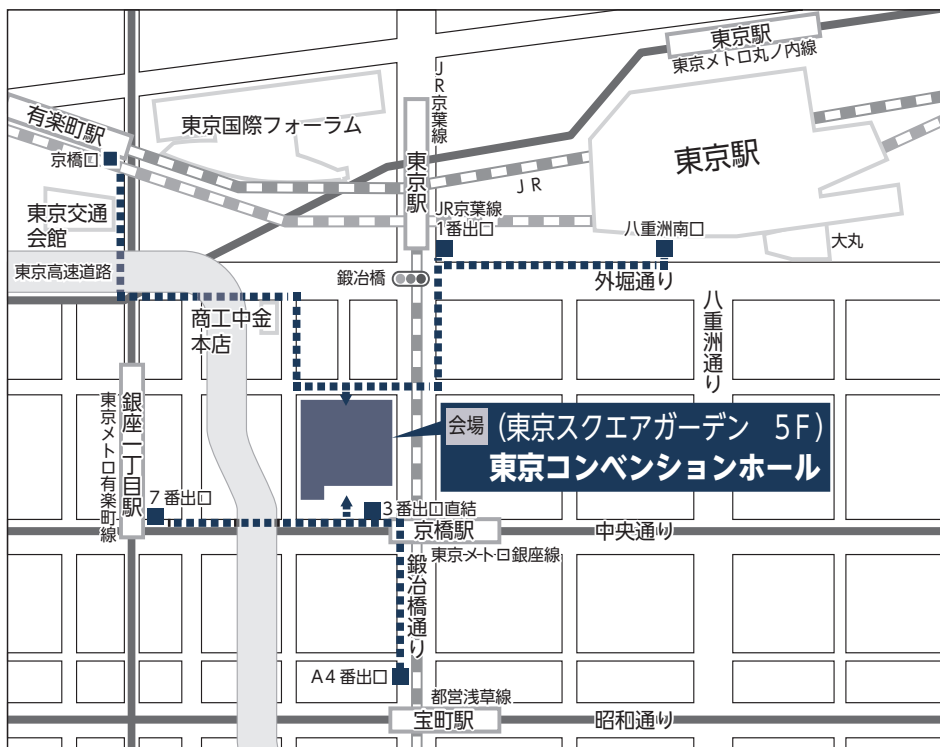 東京駅
東京メトロ丸ノ内線
JR京葉線
有楽町駅
東京国際フォーラム
京橋口
東京駅
東京駅
JR
東京交通
会館
JR京葉線
1番出口
八重洲南口
大丸
東京高速道路
鍛冶橋
外堀通り
商工中金
本店
八重洲通り
銀座一丁目駅
東京メトロ有楽町線
会場
(東京スクエアガーデン 5F)
東京コンベンションホール
7番出口
3番出口直結
京橋駅
中央通り
東京メトロ銀座線
鍛冶橋通り
A4番出口
都営浅草線
宝町駅
昭和通り